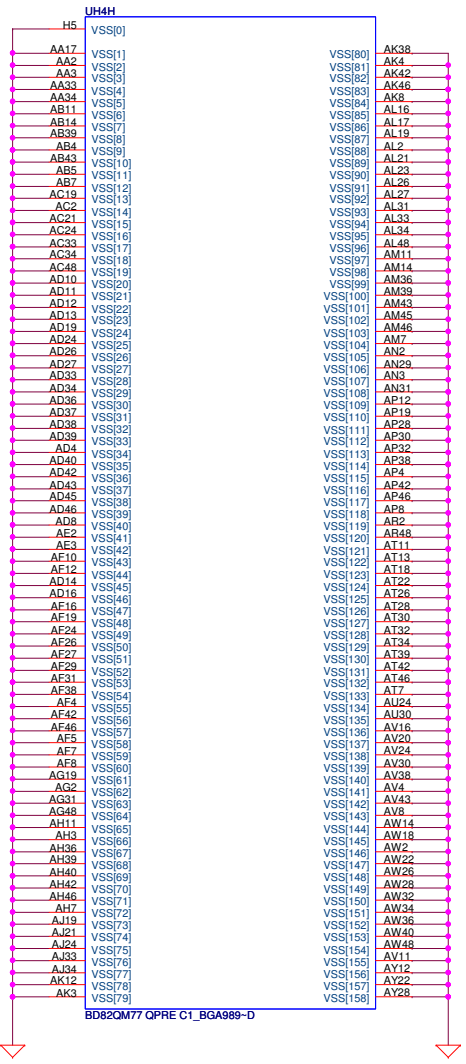 UH4H
H5 VSS[0]
AA17 VSS[1] VSS[80] AK38
AA2 VSS[2] VSS[81] AK4
AA3 VSS[3] VSS[82] AK42
AA33 VSS[4] VSS[83] AK46
AA34 VSS[5] VSS[84] AK8
AB11 VSS[6] VSS[85] AL16
AB14 VSS[7] VSS[86] AL17
AB39 VSS[8] VSS[87] AL19
AB4 VSS[9] VSS[88] AL2
AB43 VSS[10] VSS[89] AL21
AB5 VSS[11] VSS[90] AL23
AB7 VSS[12] VSS[91] AL26
AC19 VSS[13] VSS[92] AL27
AC2 VSS[14] VSS[93] AL31
AC21 VSS[15] VSS[94] AL33
AC24 VSS[16] VSS[95] AL34
AC33 VSS[17] VSS[96] AL48
AC34 VSS[18] VSS[97] AM11
AC48 VSS[19] VSS[98] AM14
AD10 VSS[20] VSS[99] AM36
AD11 VSS[21] VSS[100] AM39
AD12 VSS[22] VSS[101] AM43
AD13 VSS[23] VSS[102] AM45
AD19 VSS[24] VSS[103] AM46
AD24 VSS[25] VSS[104] AM7
AD26 VSS[26] VSS[105] AN2
AD27 VSS[27] VSS[106] AN29
AD33 VSS[28] VSS[107] AN3
AD34 VSS[29] VSS[108] AN31
AD36 VSS[30] VSS[109] AP12
AD37 VSS[31] VSS[110] AP19
AD38 VSS[32] VSS[111] AP28
AD39 VSS[33] VSS[112] AP30
AD4 VSS[34] VSS[113] AP32
AD40 VSS[35] VSS[114] AP38
AD42 VSS[36] VSS[115] AP4
AD43 VSS[37] VSS[116] AP42
AD45 VSS[38] VSS[117] AP46
AD46 VSS[39] VSS[118] AP8
AD8 VSS[40] VSS[119] AR2
AE2 VSS[41] VSS[120] AR48
AE3 VSS[42] VSS[121] AT11
AF10 VSS[43] VSS[122] AT13
AF12 VSS[44] VSS[123] AT18
AD14 VSS[45] VSS[124] AT22
AD16 VSS[46] VSS[125] AT26
AF16 VSS[47] VSS[126] AT28
AF19 VSS[48] VSS[127] AT30
AF24 VSS[49] VSS[128] AT32
AF26 VSS[50] VSS[129] AT34
AF27 VSS[51] VSS[130] AT39
AF29 VSS[52] VSS[131] AT42
AF31 VSS[53] VSS[132] AT46
AF38 VSS[54] VSS[133] AT7
AF4 VSS[55] VSS[134] AU24
AF42 VSS[56] VSS[135] AU30
AF46 VSS[57] VSS[136] AV16
AF5 VSS[58] VSS[137] AV20
AF7 VSS[59] VSS[138] AV24
AF8 VSS[60] VSS[139] AV30
AG19 VSS[61] VSS[140] AV38
AG2 VSS[62] VSS[141] AV4
AG31 VSS[63] VSS[142] AV43
AG48 VSS[64] VSS[143] AV8
AH11 VSS[65] VSS[144] AW14
AH3 VSS[66] VSS[145] AW18
AH36 VSS[67] VSS[146] AW2
AH39 VSS[68] VSS[147] AW22
AH40 VSS[69] VSS[148] AW26
AH42 VSS[70] VSS[149] AW28
AH46 VSS[71] VSS[150] AW32
AH7 VSS[72] VSS[151] AW34
AJ19 VSS[73] VSS[152] AW36
AJ21 VSS[74] VSS[153] AW40
AJ24 VSS[75] VSS[154] AW48
AJ33 VSS[76] VSS[155] AV11
AJ34 VSS[77] VSS[156] AY12
AK12 VSS[78] VSS[157] AY22
AK3 VSS[79] VSS[158] AY28
BD82QM77 QPRE C1_BGA989~D